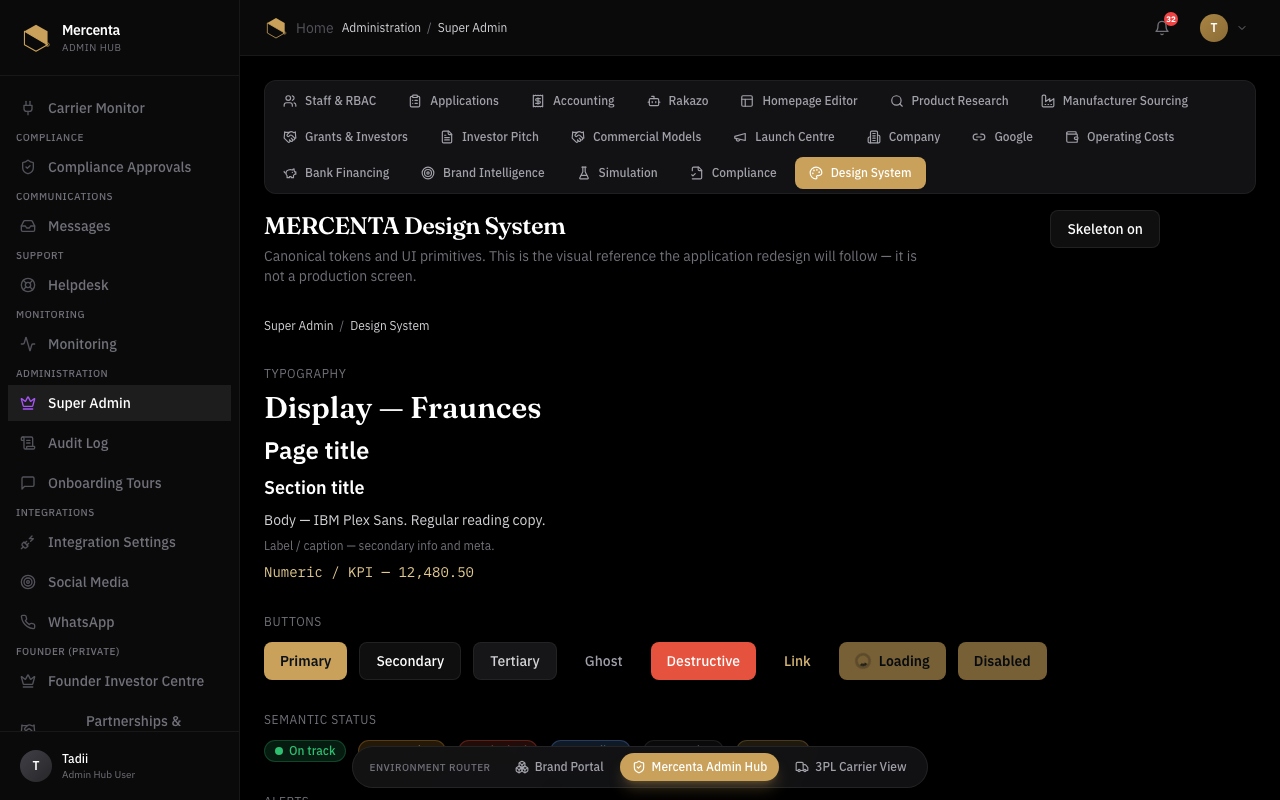 Mercenta
ADMIN HUB
Carrier Monitor
COMPLIANCE
Compliance Approvals
COMMUNICATIONS
Messages
SUPPORT
Helpdesk
MONITORING
Monitoring
ADMINISTRATION
Super Admin
Audit Log
Onboarding Tours
INTEGRATIONS
Integration Settings
Social Media
WhatsApp
FOUNDER (PRIVATE)
Founder Investor Centre
Partnerships &
T
Tadii
Admin Hub User
Home Administration / Super Admin
32
T
Staff & RBAC Applications Accounting Rakazo Homepage Editor Product Research Manufacturer Sourcing
Grants & Investors Investor Pitch Commercial Models Launch Centre Company Google Operating Costs
Bank Financing Brand Intelligence Simulation Compliance Design System
MERCENTA Design System
Skeleton on
Canonical tokens and UI primitives. This is the visual reference the application redesign will follow — it is
not a production screen.
Super Admin / Design System
TYPOGRAPHY
Display — Fraunces
Page title
Section title
Body — IBM Plex Sans. Regular reading copy.
Label / caption — secondary info and meta.
Numeric / KPI — 12,480.50
BUTTONS
Primary Secondary Tertiary Ghost Destructive Link Loading Disabled
SEMANTIC STATUS
On track
ENVIRONMENT ROUTER Brand Portal Mercenta Admin Hub 3PL Carrier View
ALERTS